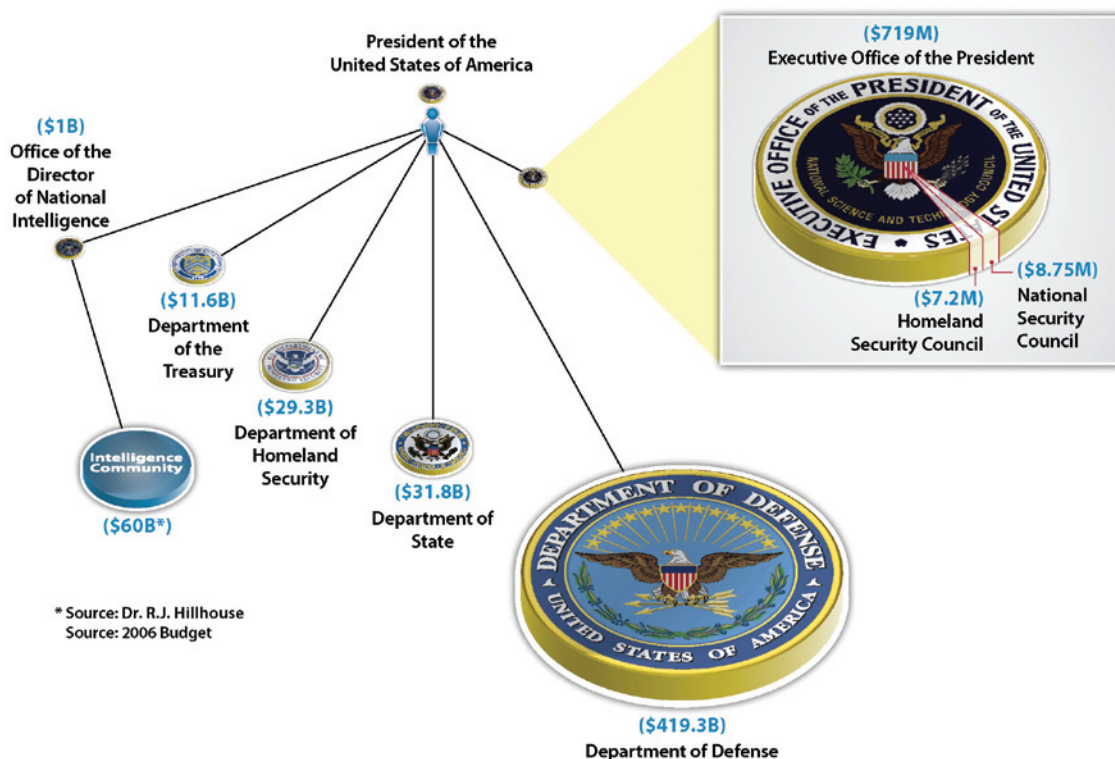 President of the
United States of America
($1B)
Office of the
Director
of National
Intelligence
($11.6B)
Department
of the
Treasury
($29.3B)
Department of
Homeland
Security
Intelligence
Community
($60B*)
($31.8B)
Department of
State
DEPARTMENT OF DEFENSE
UNITED STATES OF AMERICA
($419.3B)
Department of Defense
* Source: Dr. R.J. Hillhouse
Source: 2006 Budget
($719M)
Executive Office of the President
EXECUTIVE OFFICE OF THE PRESIDENT OF THE UNITED STATES
NATIONAL SCIENCE AND TECHNOLOGY COUNCIL
($7.2M)
Homeland
Security Council
($8.75M)
National
Security
Council